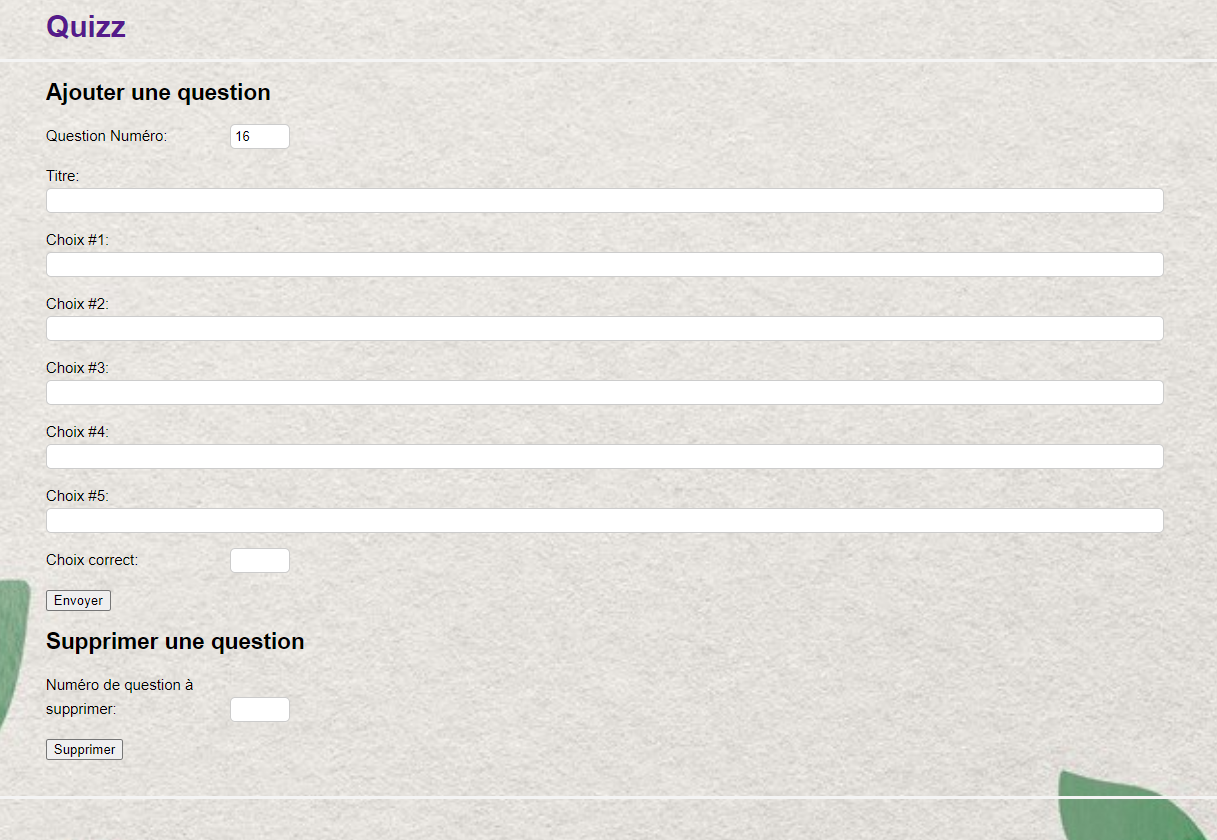 Quizz
Ajouter une question
Question Numéro: 16
Titre:
Choix #1:
Choix #2:
Choix #3:
Choix #4:
Choix #5:
Choix correct:
Envoyer
Supprimer une question
Numéro de question à
supprimer:
Supprimer